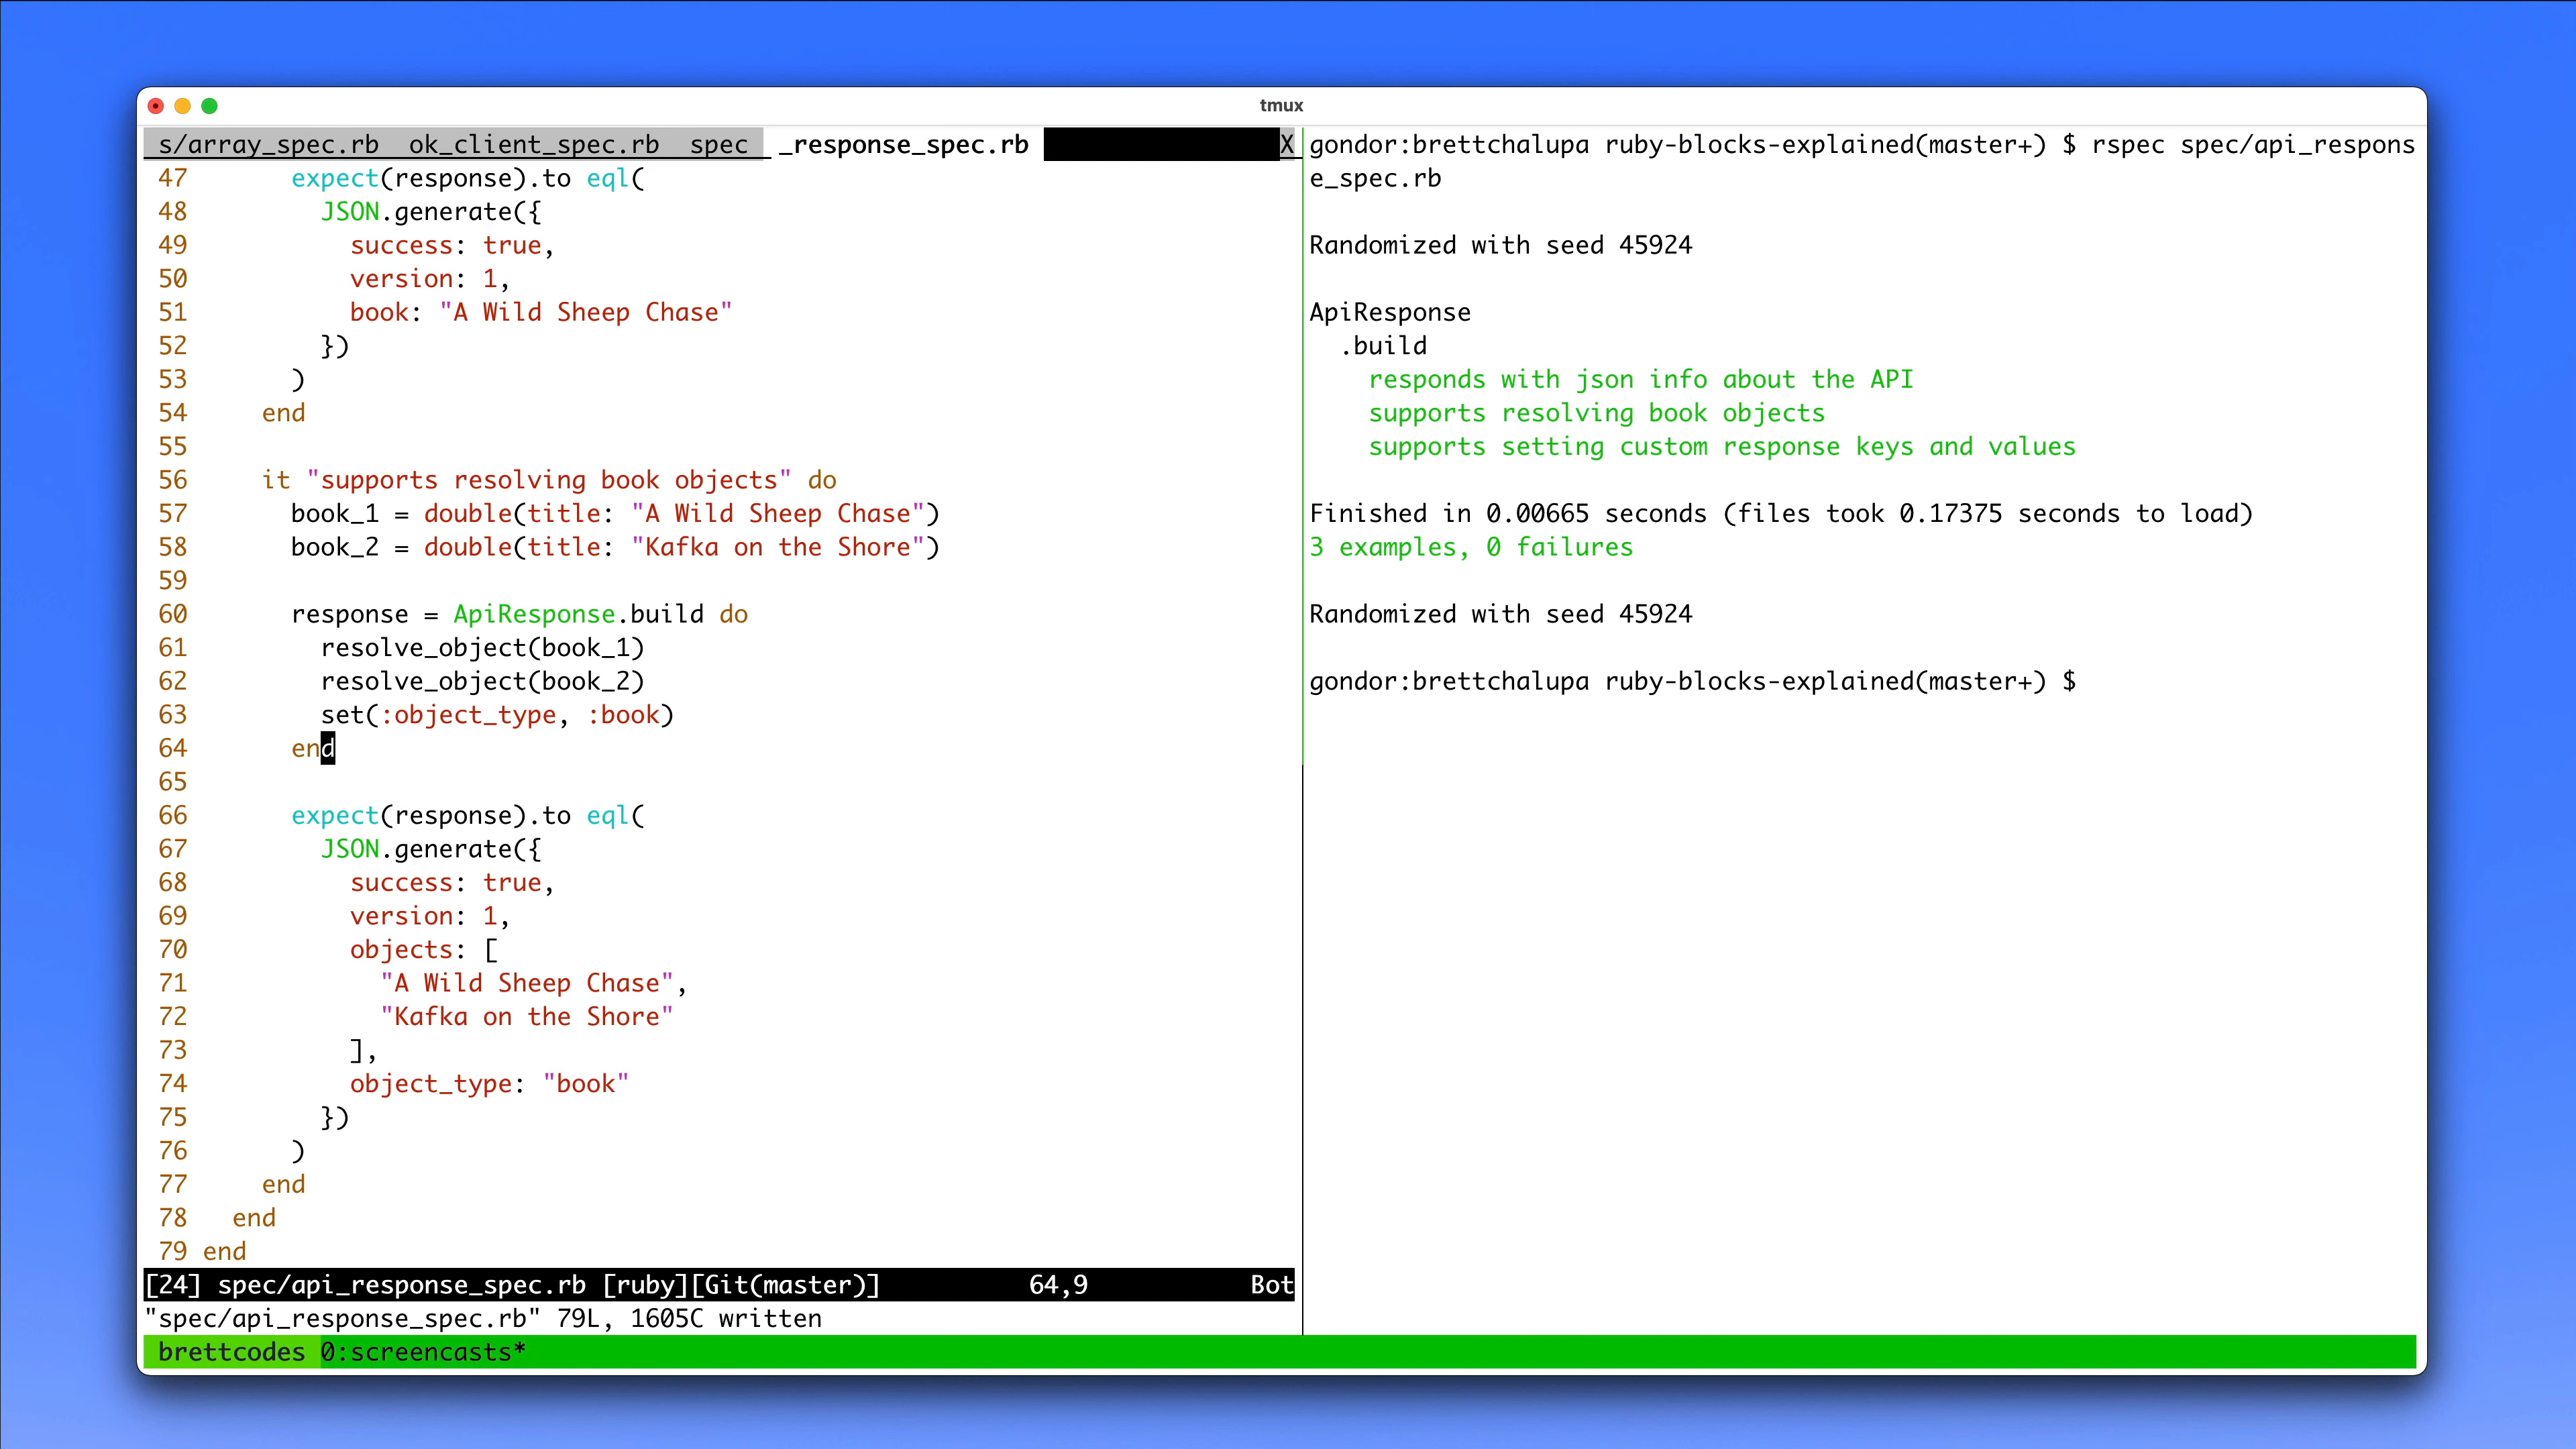 tmux
s/array_spec.rb  ok_client_spec.rb  spec  _response_spec.rb  X
47       expect(response).to eql(
48         JSON.generate({
49           success: true,
50           version: 1,
51           book: "A Wild Sheep Chase"
52         })
53       )
54     end
55
56     it "supports resolving book objects" do
57       book_1 = double(title: "A Wild Sheep Chase")
58       book_2 = double(title: "Kafka on the Shore")
59
60       response = ApiResponse.build do
61         resolve_object(book_1)
62         resolve_object(book_2)
63         set(:object_type, :book)
64       end
65
66       expect(response).to eql(
67         JSON.generate({
68           success: true,
69           version: 1,
70           objects: [
71             "A Wild Sheep Chase",
72             "Kafka on the Shore"
73           ],
74           object_type: "book"
75         })
76       )
77     end
78   end
79 end
[24] spec/api_response_spec.rb [ruby][Git(master)]          64,9           Bot
"spec/api_response_spec.rb" 79L, 1605C written
gondor:brettchalupa ruby-blocks-explained(master+) $ rspec spec/api_respons
e_spec.rb
Randomized with seed 45924
ApiResponse
  .build
    responds with json info about the API
    supports resolving book objects
    supports setting custom response keys and values
Finished in 0.00665 seconds (files took 0.17375 seconds to load)
3 examples, 0 failures
Randomized with seed 45924
gondor:brettchalupa ruby-blocks-explained(master+) $
brettcodes 0:screencasts*